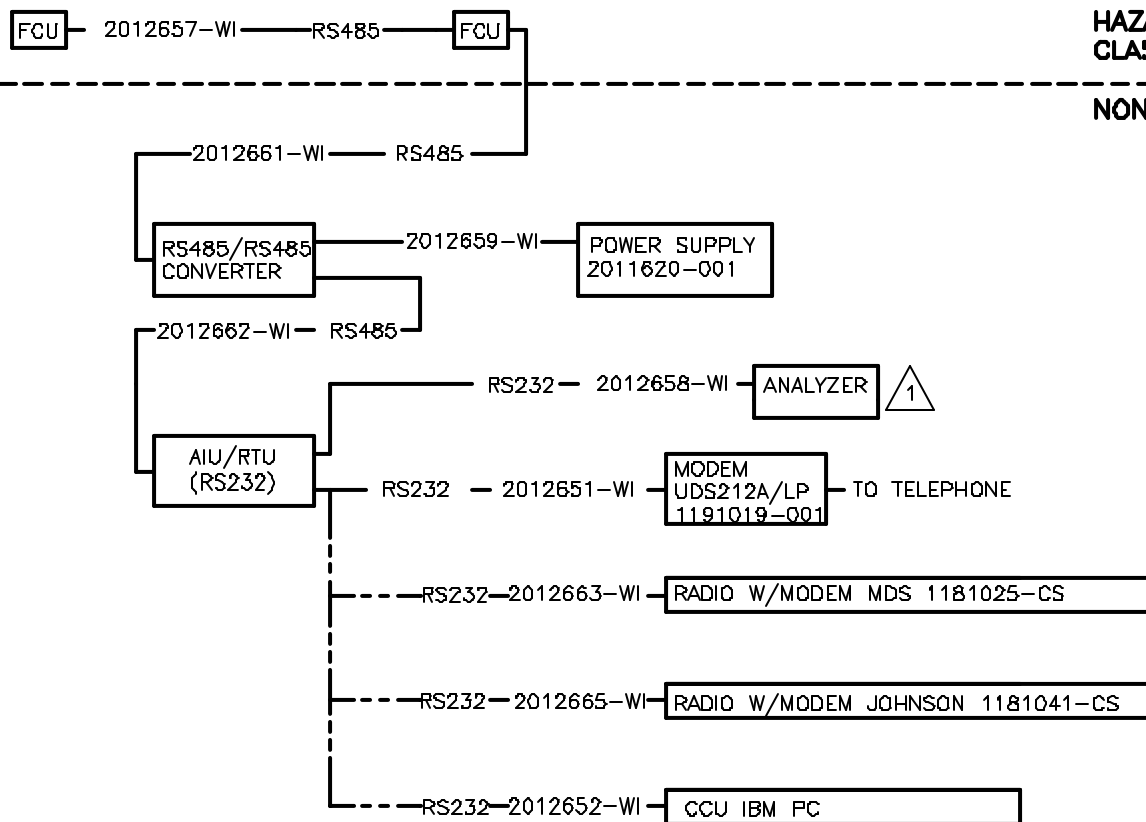 FCU 2012657-WI RS485 FCU
HAZA
CLAS
NON
2012661-WI RS485
RS485/RS485
CONVERTER
2012659-WI
POWER SUPPLY
2011620-001
2012662-WI RS485
RS232 2012658-WI ANALYZER 1
AIU/RTU
(RS232)
RS232 2012651-WI
MODEM
UDS212A/LP
1191019-001
TO TELEPHONE
RS232 2012663-WI RADIO W/MODEM MDS 1181025-CS
RS232 2012665-WI RADIO W/MODEM JOHNSON 1181041-CS
RS232 2012652-WI CCU IBM PC